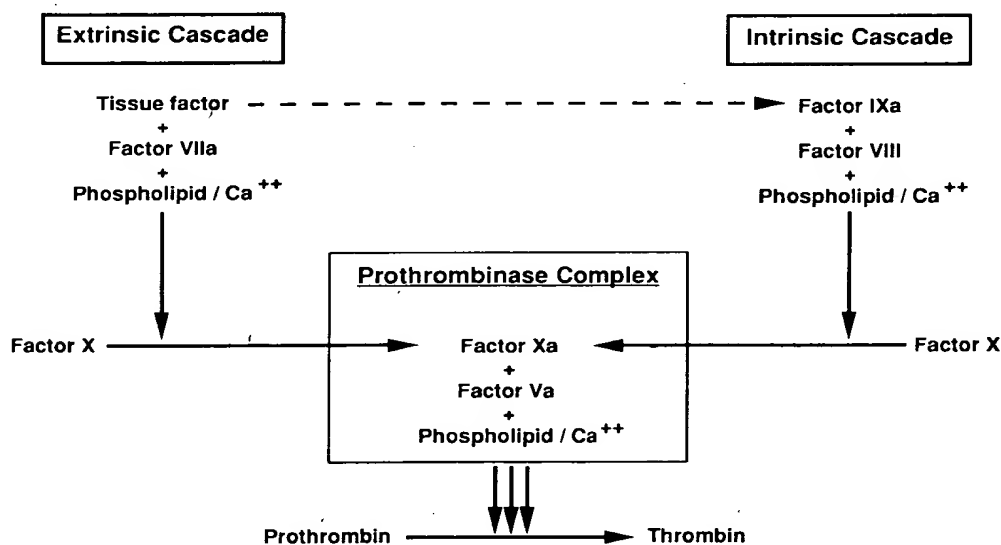 Extrinsic Cascade
Intrinsic Cascade
Tissue factor
+
Factor VIIa
+
Phospholipid / Ca++
Factor IXa
+
Factor VIII
+
Phospholipid / Ca++
Prothrombinase Complex
Factor X
Factor Xa
+
Factor Va
+
Phospholipid / Ca++
Factor X
Prothrombin
Thrombin